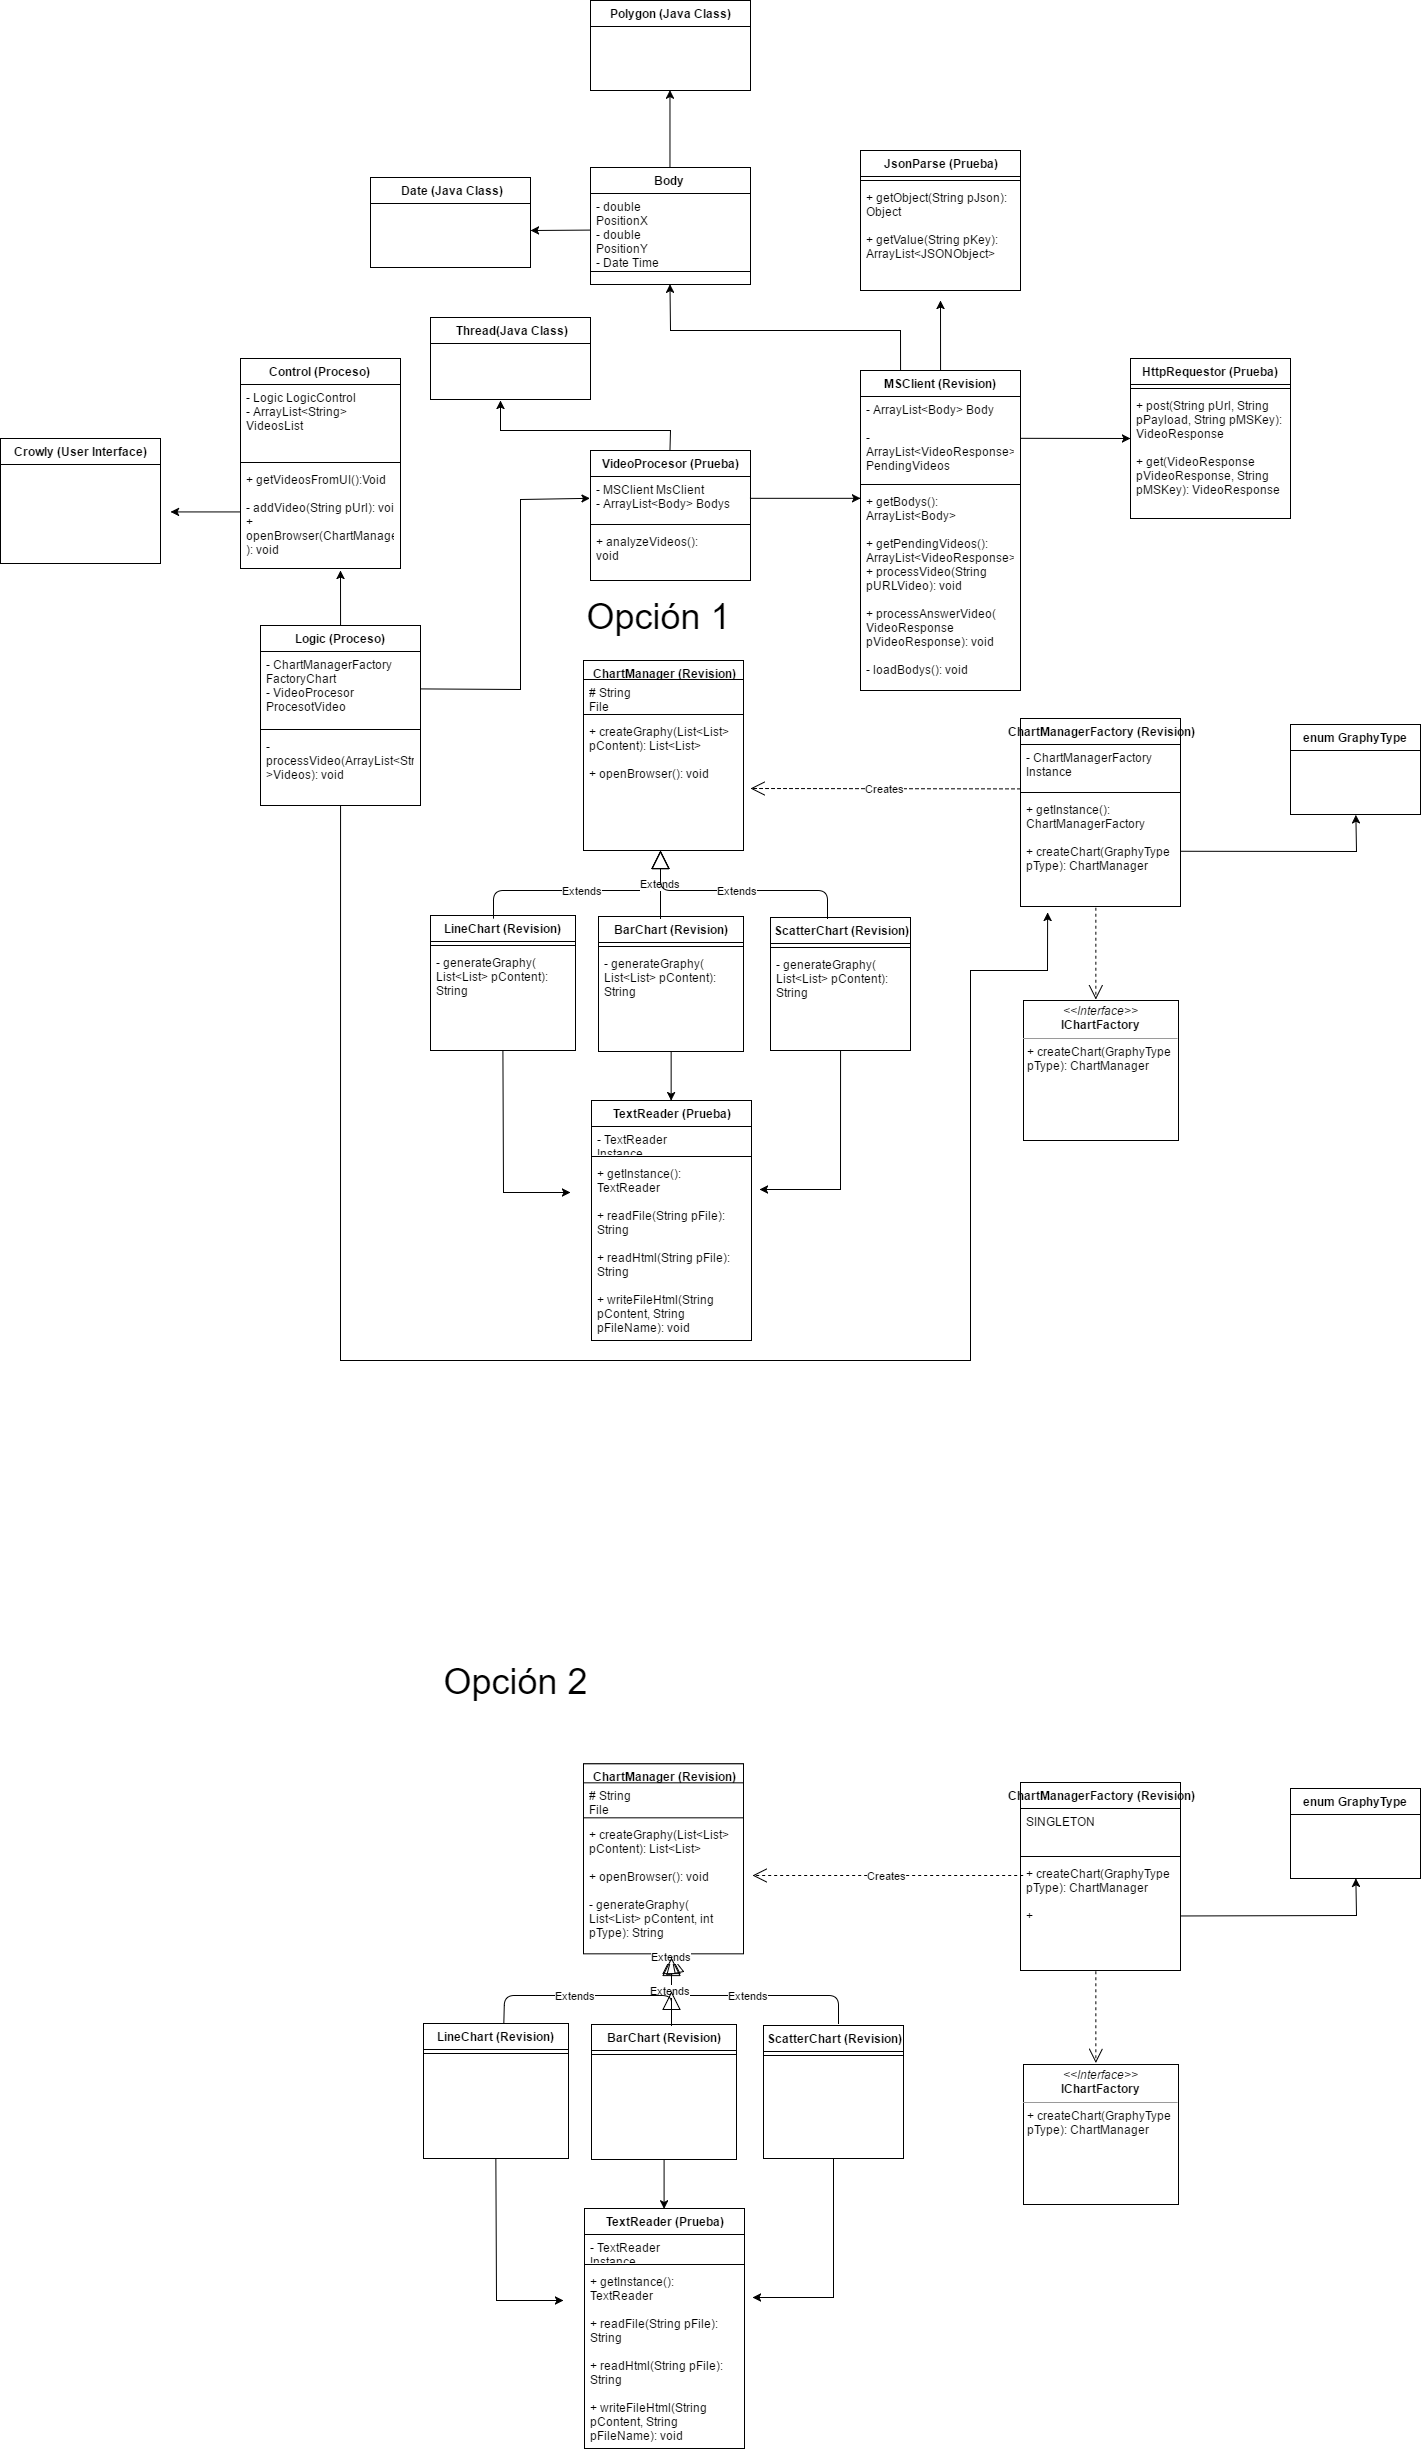 Polygon (Java Class)
Date (Java Class)
Body
- double
PositionX
- double
PositionY
- Date Time
JsonParse (Prueba)
+ getObject(String pJson):
Object
+ getValue(String pKey):
ArrayList<JSONObject>
Thread(Java Class)
Control (Proceso)
- Logic LogicControl
- ArrayList<String>
VideosList
+ getVideosFromUI():Void
- addVideo(String pUrl): voi
+
openBrowser(ChartManage
): void
Crowly (User Interface)
VideoProcesor (Prueba)
- MSClient MsClient
- ArrayList<Body> Bodys
+ analyzeVideos():
void
MSClient (Revision)
- ArrayList<Body> Body
-
ArrayList<VideoResponse>
PendingVideos
+ getBodys():
ArrayList<Body>
+ getPendingVideos():
ArrayList<VideoResponse>
+ processVideo(String
pURLVideo): void
+ processAnswerVideo(
VideoResponse
pVideoResponse): void
- loadBodys(): void
HttpRequestor (Prueba)
+ post(String pUrl, String
pPayload, String pMSKey):
VideoResponse
+ get(VideoResponse
pVideoResponse, String
pMSKey): VideoResponse
Logic (Proceso)
- ChartManagerFactory
FactoryChart
- VideoProcesor
ProcesotVideo
-
processVideo(ArrayList<Str
>Videos): void
Opción 1
ChartManager (Revision)
# String
File
+ createGraphy(List<List>
pContent): List<List>
+ openBrowser(): void
Creates
ChartManagerFactory (Revision)
- ChartManagerFactory
Instance
+ getInstance():
ChartManagerFactory
+ createChart(GraphyType
pType): ChartManager
enum GraphyType
Extends
Extends
Extends
LineChart (Revision)
- generateGraphy(
List<List> pContent):
String
BarChart (Revision)
- generateGraphy(
List<List> pContent):
String
ScatterChart (Revision)
- generateGraphy(
List<List> pContent):
String
<<Interface>>
IChartFactory
+ createChart(GraphyType
pType): ChartManager
TextReader (Prueba)
- TextReader
Instance
+ getInstance():
TextReader
+ readFile(String pFile):
String
+ readHtml(String pFile):
String
+ writeFileHtml(String
pContent, String
pFileName): void
Opción 2
ChartManager (Revision)
# String
File
+ createGraphy(List<List>
pContent): List<List>
+ openBrowser(): void
- generateGraphy(
List<List> pContent, int
pType): String
Creates
ChartManagerFactory (Revision)
SINGLETON
+ createChart(GraphyType
pType): ChartManager
+
enum GraphyType
Extends
Extends
Extends
Extends
LineChart (Revision)
BarChart (Revision)
ScatterChart (Revision)
<<Interface>>
IChartFactory
+ createChart(GraphyType
pType): ChartManager
TextReader (Prueba)
- TextReader
Instance
+ getInstance():
TextReader
+ readFile(String pFile):
String
+ readHtml(String pFile):
String
+ writeFileHtml(String
pContent, String
pFileName): void